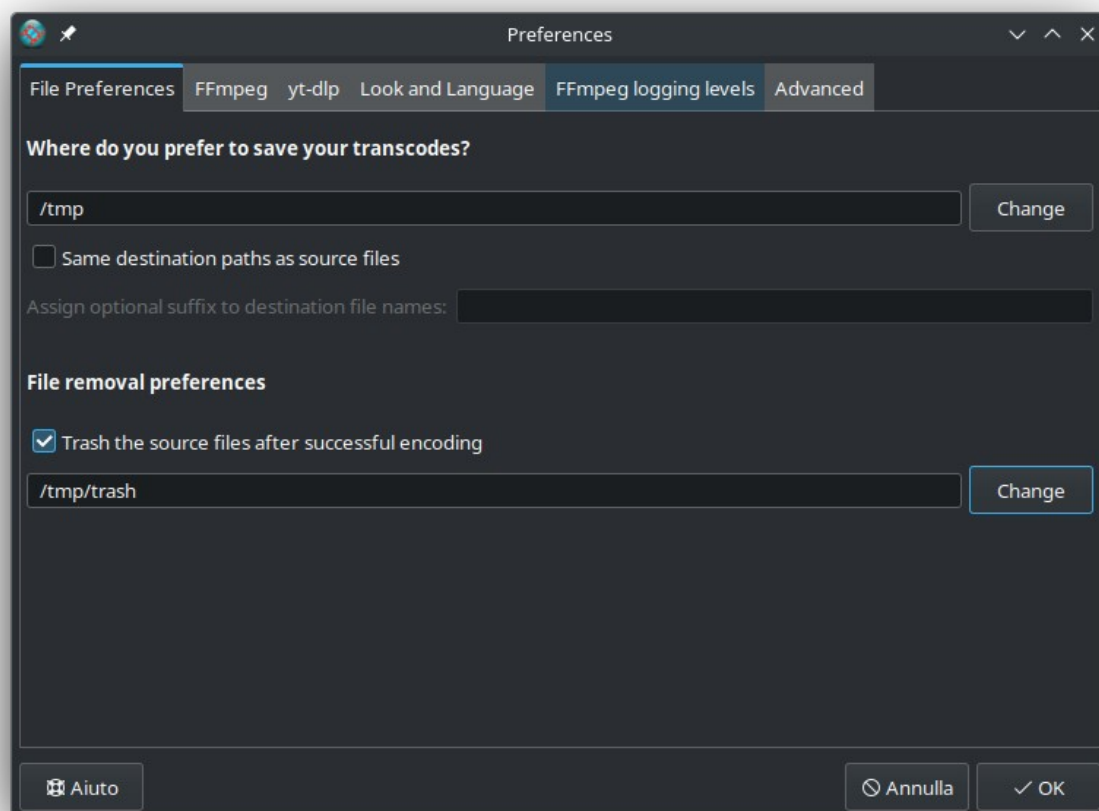 Preferences
File Preferences FFmpeg yt-dlp Look and Language FFmpeg logging levels Advanced
Where do you prefer to save your transcodes?
/tmp Change
Same destination paths as source files
Assign optional suffix to destination file names:
File removal preferences
Trash the source files after successful encoding
/tmp/trash Change
Aiuto Annulla OK